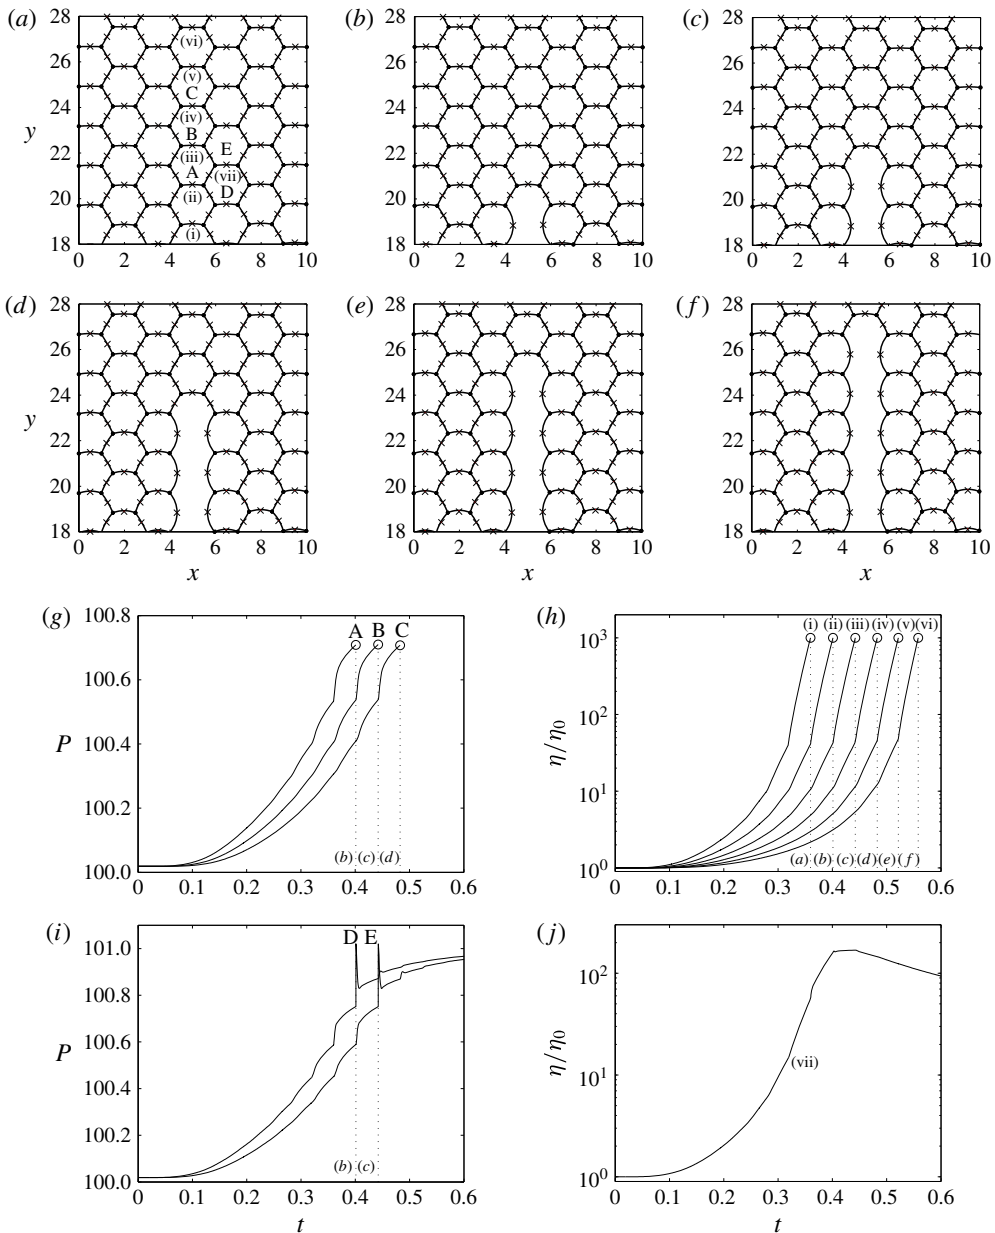 (a) (b) (c)
28 28 28
26 26 26
24 24 24
y 22 22 22
20 20 20
18 18 18
(vi)
(v)
C
(iv)
B
(iii) E
A (vii)
(ii) D
(i)
0 2 4 6 8 10 0 2 4 6 8 10 0 2 4 6 8 10
(d) (e) (f)
28 28 28
26 26 26
24 24 24
y 22 22 22
20 20 20
18 18 18
0 2 4 6 8 10 0 2 4 6 8 10 0 2 4 6 8 10
x x x
(g)
100.8
100.6
P
100.4
100.2
100.0
A B C
(b) (c) (d)
0 0.1 0.2 0.3 0.4 0.5 0.6
(h)
10³
10²
η/η₀
10¹
10⁰
(i) (ii) (iii) (iv) (v) (vi)
(a) (b) (c) (d) (e) (f)
0 0.1 0.2 0.3 0.4 0.5 0.6
(i)
101.0
100.8
P
100.6
100.4
100.2
100.0
D E
(b) (c)
0 0.1 0.2 0.3 0.4 0.5 0.6
t
(j)
10²
η/η₀
10¹
10⁰
(vii)
0 0.1 0.2 0.3 0.4 0.5 0.6
t